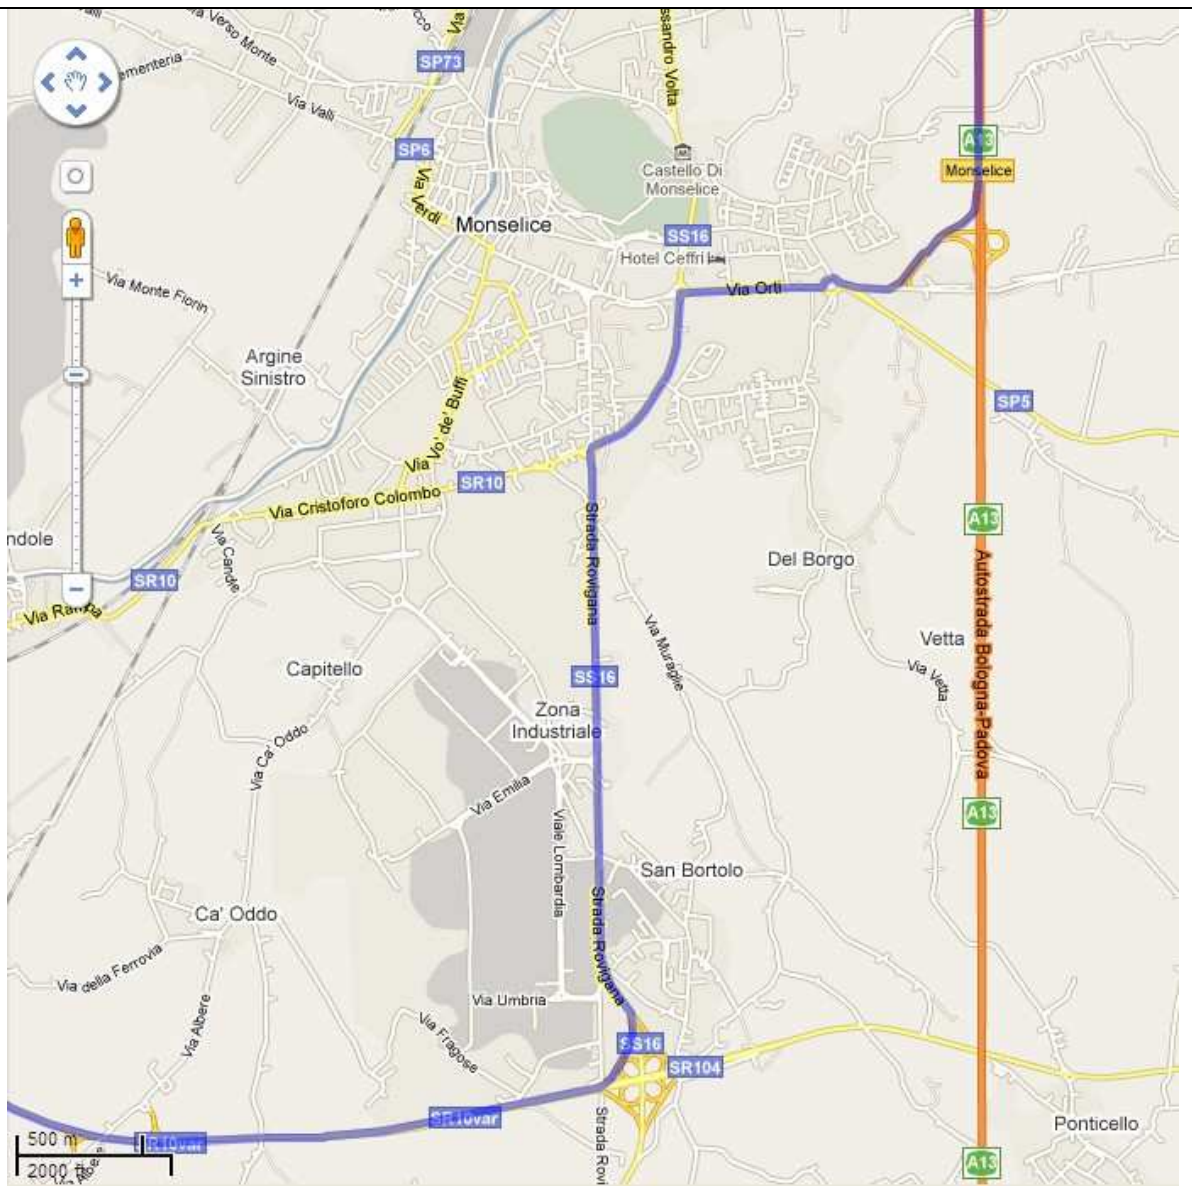 Via
ssandro Volta
Verso Monte
ementeria
SP73
Via Valli
A13
SP6
Castello Di
Monselice
Monselice
Via
Verdi
Monselice
SS16
Hotel Ceffri
Via Orti
Via Monte Fiorin
Argine
Sinistro
SP5
Via Vo' de' Buffi
SR10
Via Cristoforo Colombo
Strada Rovigana
A13
ndole
Via Candie
Del Borgo
SR10
Autostrada Bologna-Padova
Via Muraglie
Vetta
Capitello
Via Vetta
SS16
Zona
Industriale
Via Ca' Oddo
Via Emilia
A13
Viale Lombardia
San Bortolo
Strada Rovigana
Ca' Oddo
Via della Ferrovia
Via Umbria
Via Albere
Via Fragose
SS16
SR104
SR10var
Strada Rovi
Ponticello
500 m
2000 ft
A13